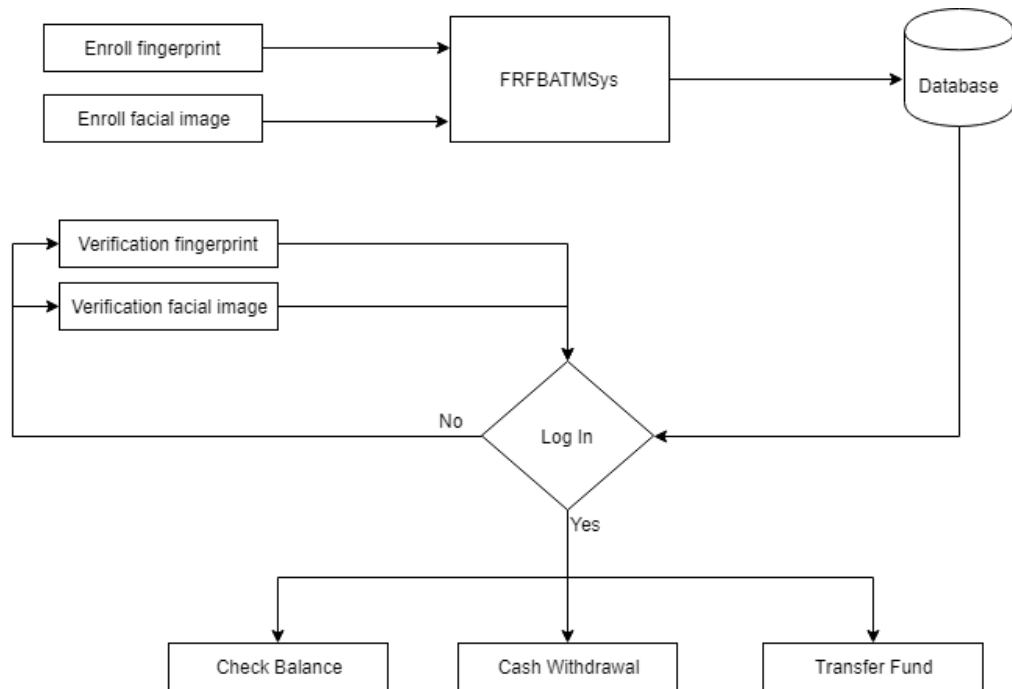 Enroll fingerprint
FRFBATMSys
Database
Enroll facial image
Verification fingerprint
Verification facial image
No
Log In
Yes
Check Balance
Cash Withdrawal
Transfer Fund